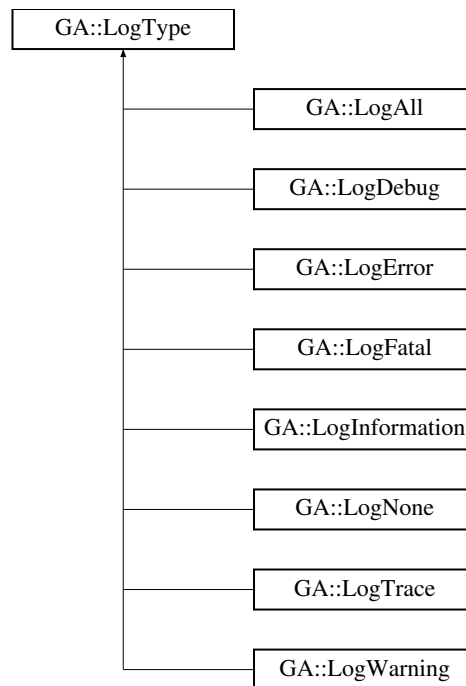 GA::LogType
GA::LogAll
GA::LogDebug
GA::LogError
GA::LogFatal
GA::LogInformation
GA::LogNone
GA::LogTrace
GA::LogWarning